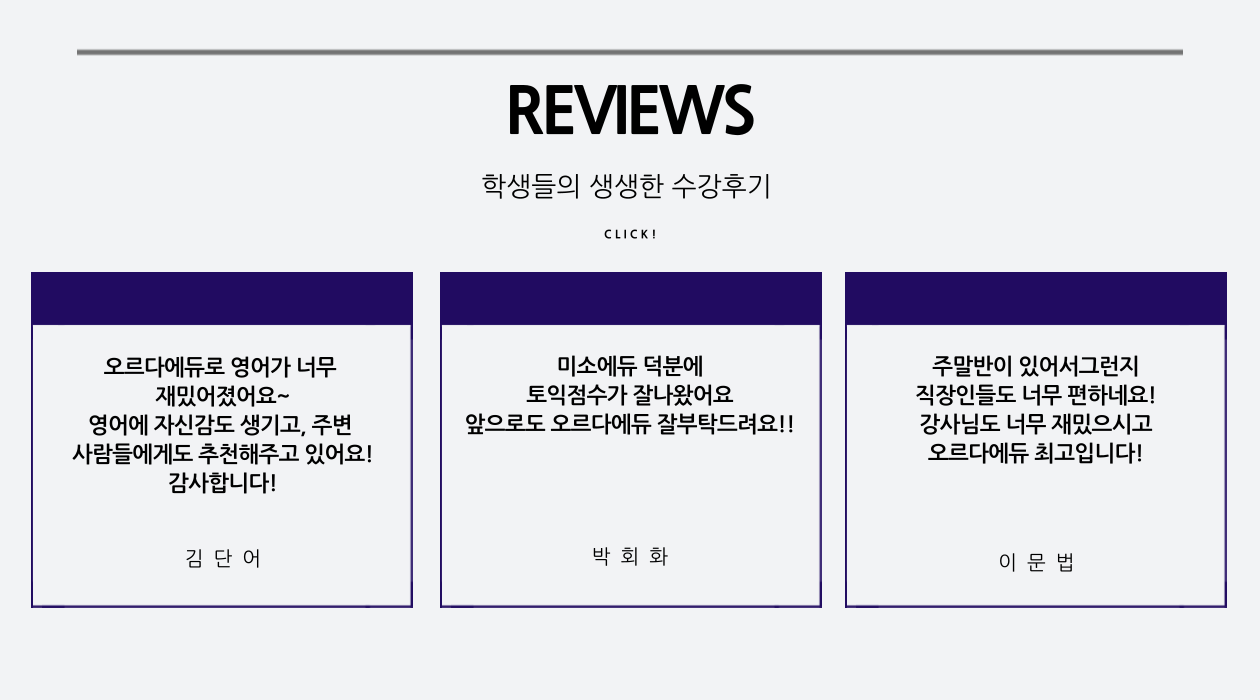 REVIEWS
학생들의 생생한 수강후기
CLICK!
오르다에듀로 영어가 너무
재밌어졌어요~
영어에 자신감도 생기고, 주변
사람들에게도 추천해주고 있어요!
감사합니다!
김 단 어
미소에듀 덕분에
토익점수가 잘나왔어요
앞으로도 오르다에듀 잘부탁드려요!!
박 회 화
주말반이 있어서그런지
직장인들도 너무 편하네요!
강사님도 너무 재밌으시고
오르다에듀 최고입니다!
이 문 법